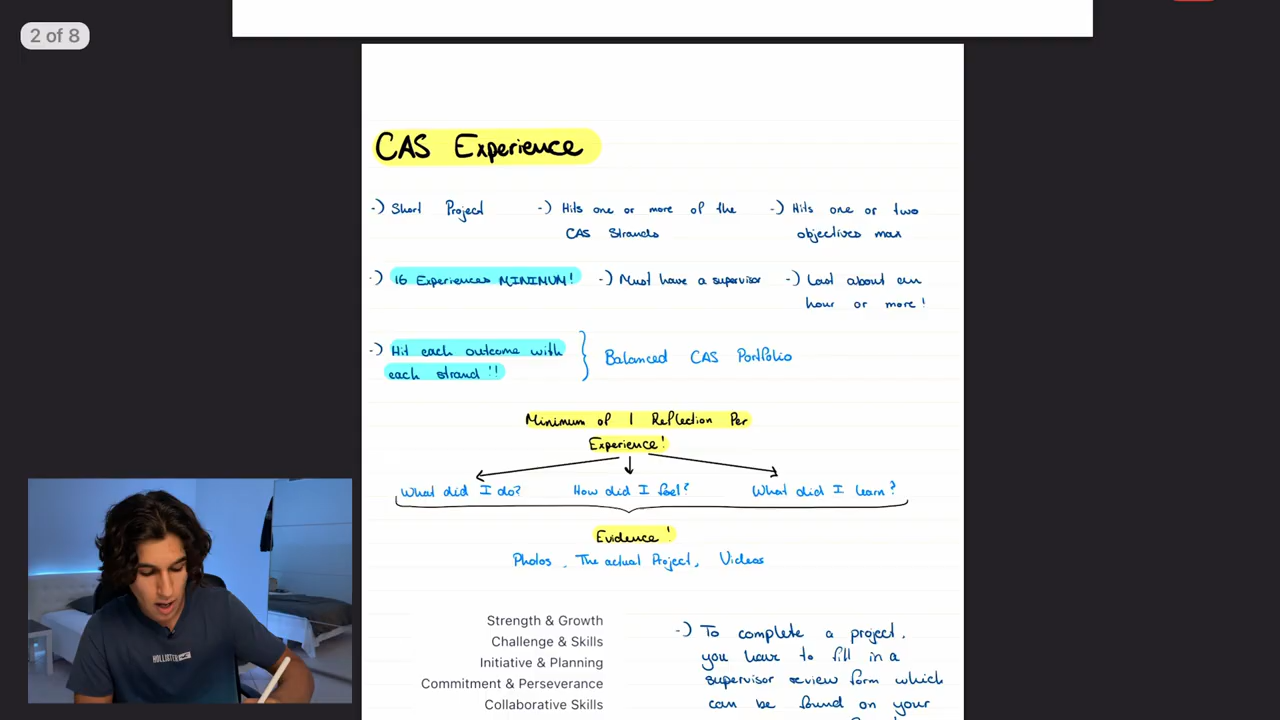 2 of 8
CAS Experience
-) Short Project
-) Hits one or more of the
CAS Strands
-) Hits one or two
objectives max
-) 16 Experiences MINIMUM!
-) Must have a supervisor
-) Last about an
hour or more!
-) Hit each outcome with
each strand!!
Balanced CAS Portfolio
Minimum of 1 Reflection Per
Experience!
What did I do?
How did I feel?
What did I learn?
Evidence!
Photos, The actual Project, Videos
Strength & Growth
Challenge & Skills
Initiative & Planning
Commitment & Perseverance
Collaborative Skills
-) To complete a project,
you have to fill in a
supervisor review form which
can be found on your
HOLLISTER